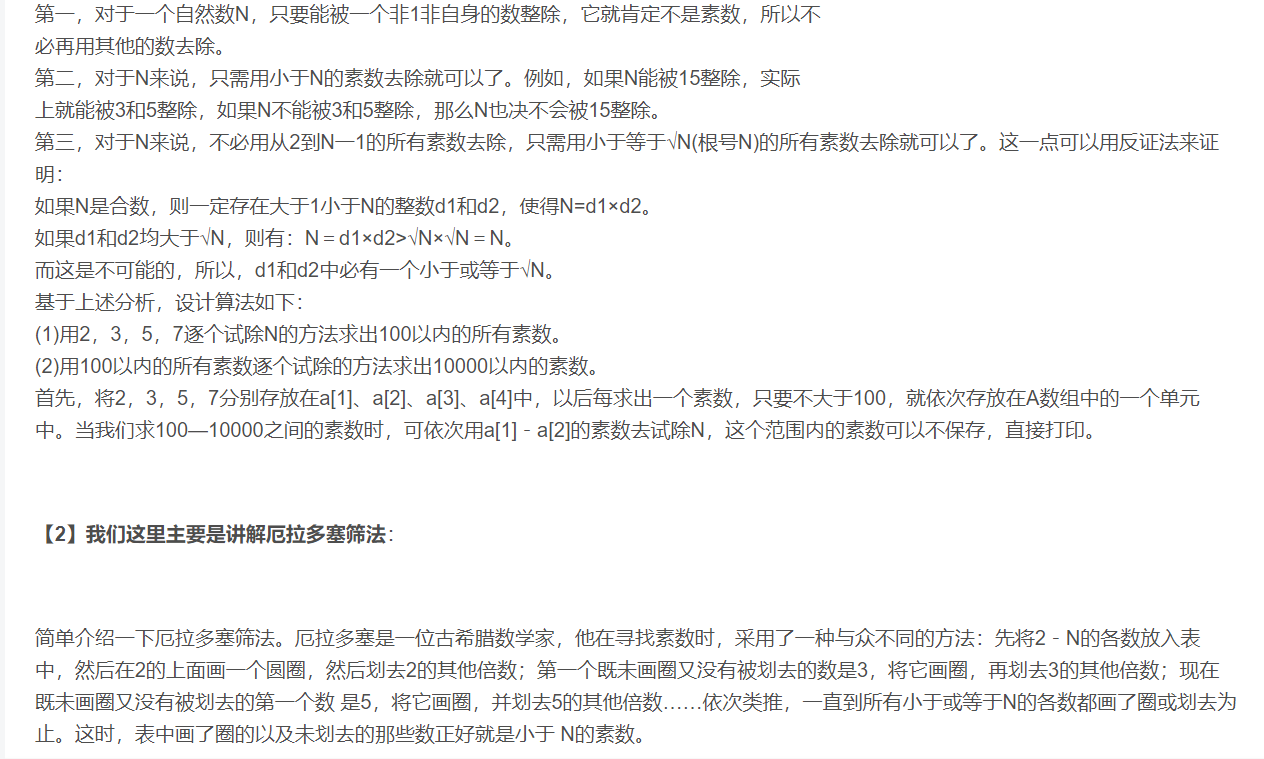 第一，对于一个自然数N，只要能被一个非1非自身的数整除，它就肯定不是素数，所以不
必再用其他的数去除。
第二，对于N来说，只需用小于N的素数去除就可以了。例如，如果N能被15整除，实际
上就能被3和5整除，如果N不能被3和5整除，那么N也决不会被15整除。
第三，对于N来说，不必用从2到N一1的所有素数去除，只需用小于等于√N(根号N)的所有素数去除就可以了。这一点可以用反证法来证
明：
如果N是合数，则一定存在大于1小于N的整数d1和d2，使得N=d1×d2。
如果d1和d2均大于√N，则有：N＝d1×d2>√N×√N＝N。
而这是不可能的，所以，d1和d2中必有一个小于或等于√N。
基于上述分析，设计算法如下：
(1)用2，3，5，7逐个试除N的方法求出100以内的所有素数。
(2)用100以内的所有素数逐个试除的方法求出10000以内的素数。
首先，将2，3，5，7分别存放在a[1]、a[2]、a[3]、a[4]中，以后每求出一个素数，只要不大于100，就依次存放在A数组中的一个单元
中。当我们求100—10000之间的素数时，可依次用a[1]－a[2]的素数去试除N，这个范围内的素数可以不保存，直接打印。
【2】我们这里主要是讲解厄拉多塞筛法：
简单介绍一下厄拉多塞筛法。厄拉多塞是一位古希腊数学家，他在寻找素数时，采用了一种与众不同的方法：先将2－N的各数放入表
中，然后在2的上面画一个圆圈，然后划去2的其他倍数；第一个既未画圈又没有被划去的数是3，将它画圈，再划去3的其他倍数；现在
既未画圈又没有被划去的第一个数 是5，将它画圈，并划去5的其他倍数……依次类推，一直到所有小于或等于N的各数都画了圈或划去为
止。这时，表中画了圈的以及未划去的那些数正好就是小于 N的素数。